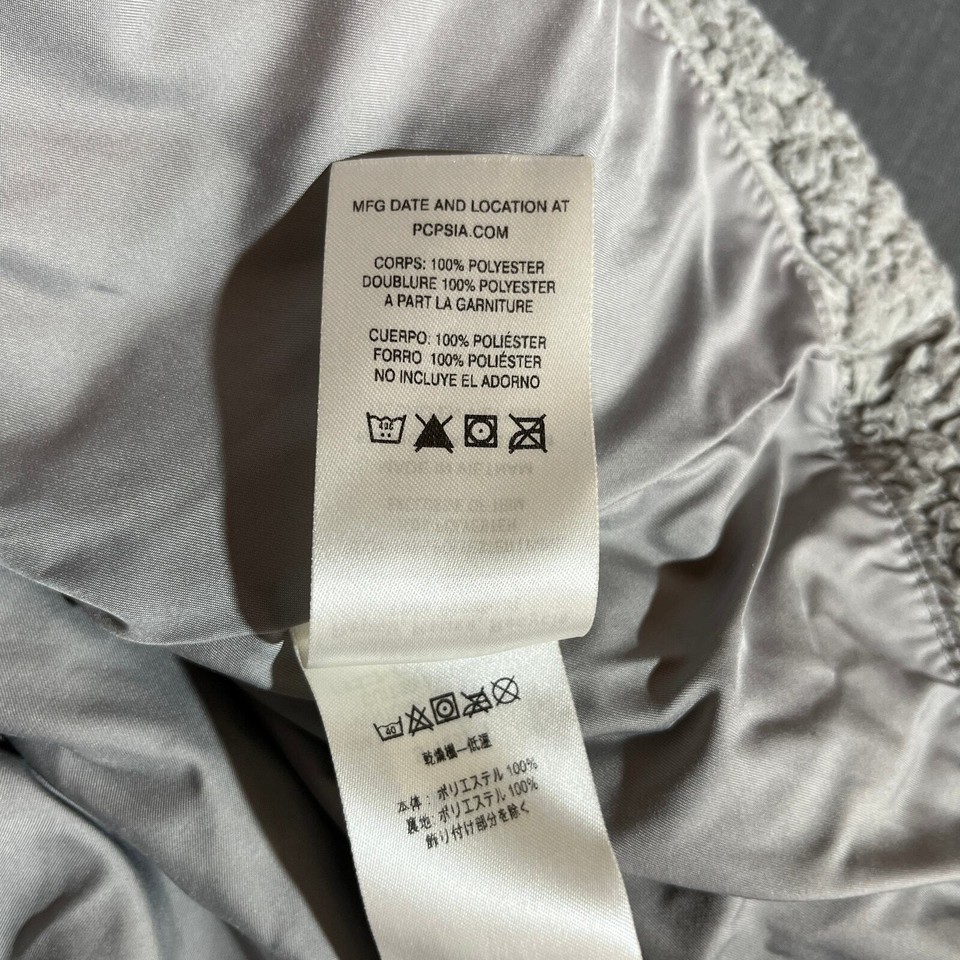 MFG DATE AND LOCATION AT
PCPSIA.COM
CORPS: 100% POLYESTER
DOUBLURE 100% POLYESTER
A PART LA GARNITURE
CUERPO: 100% POLIÉSTER
FORRO 100% POLIÉSTER
NO INCLUYE EL ADORNO
40C
40
乾燥機—低温
本体: ポリエステル 100%
裏地: ポリエステル 100%
飾り付け部分を除く